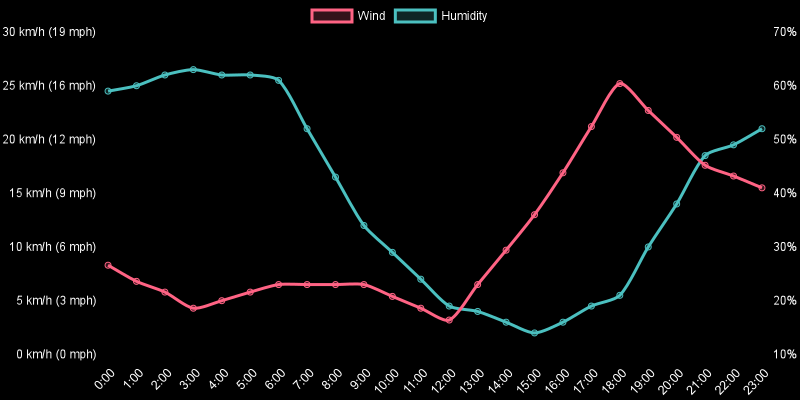 Wind Humidity
30 km/h (19 mph) 70%
25 km/h (16 mph) 60%
20 km/h (12 mph) 50%
15 km/h (9 mph) 40%
10 km/h (6 mph) 30%
5 km/h (3 mph) 20%
0 km/h (0 mph) 10%
0:00 1:00 2:00 3:00 4:00 5:00 6:00 7:00 8:00 9:00 10:00 11:00 12:00 13:00 14:00 15:00 16:00 17:00 18:00 19:00 20:00 21:00 22:00 23:00